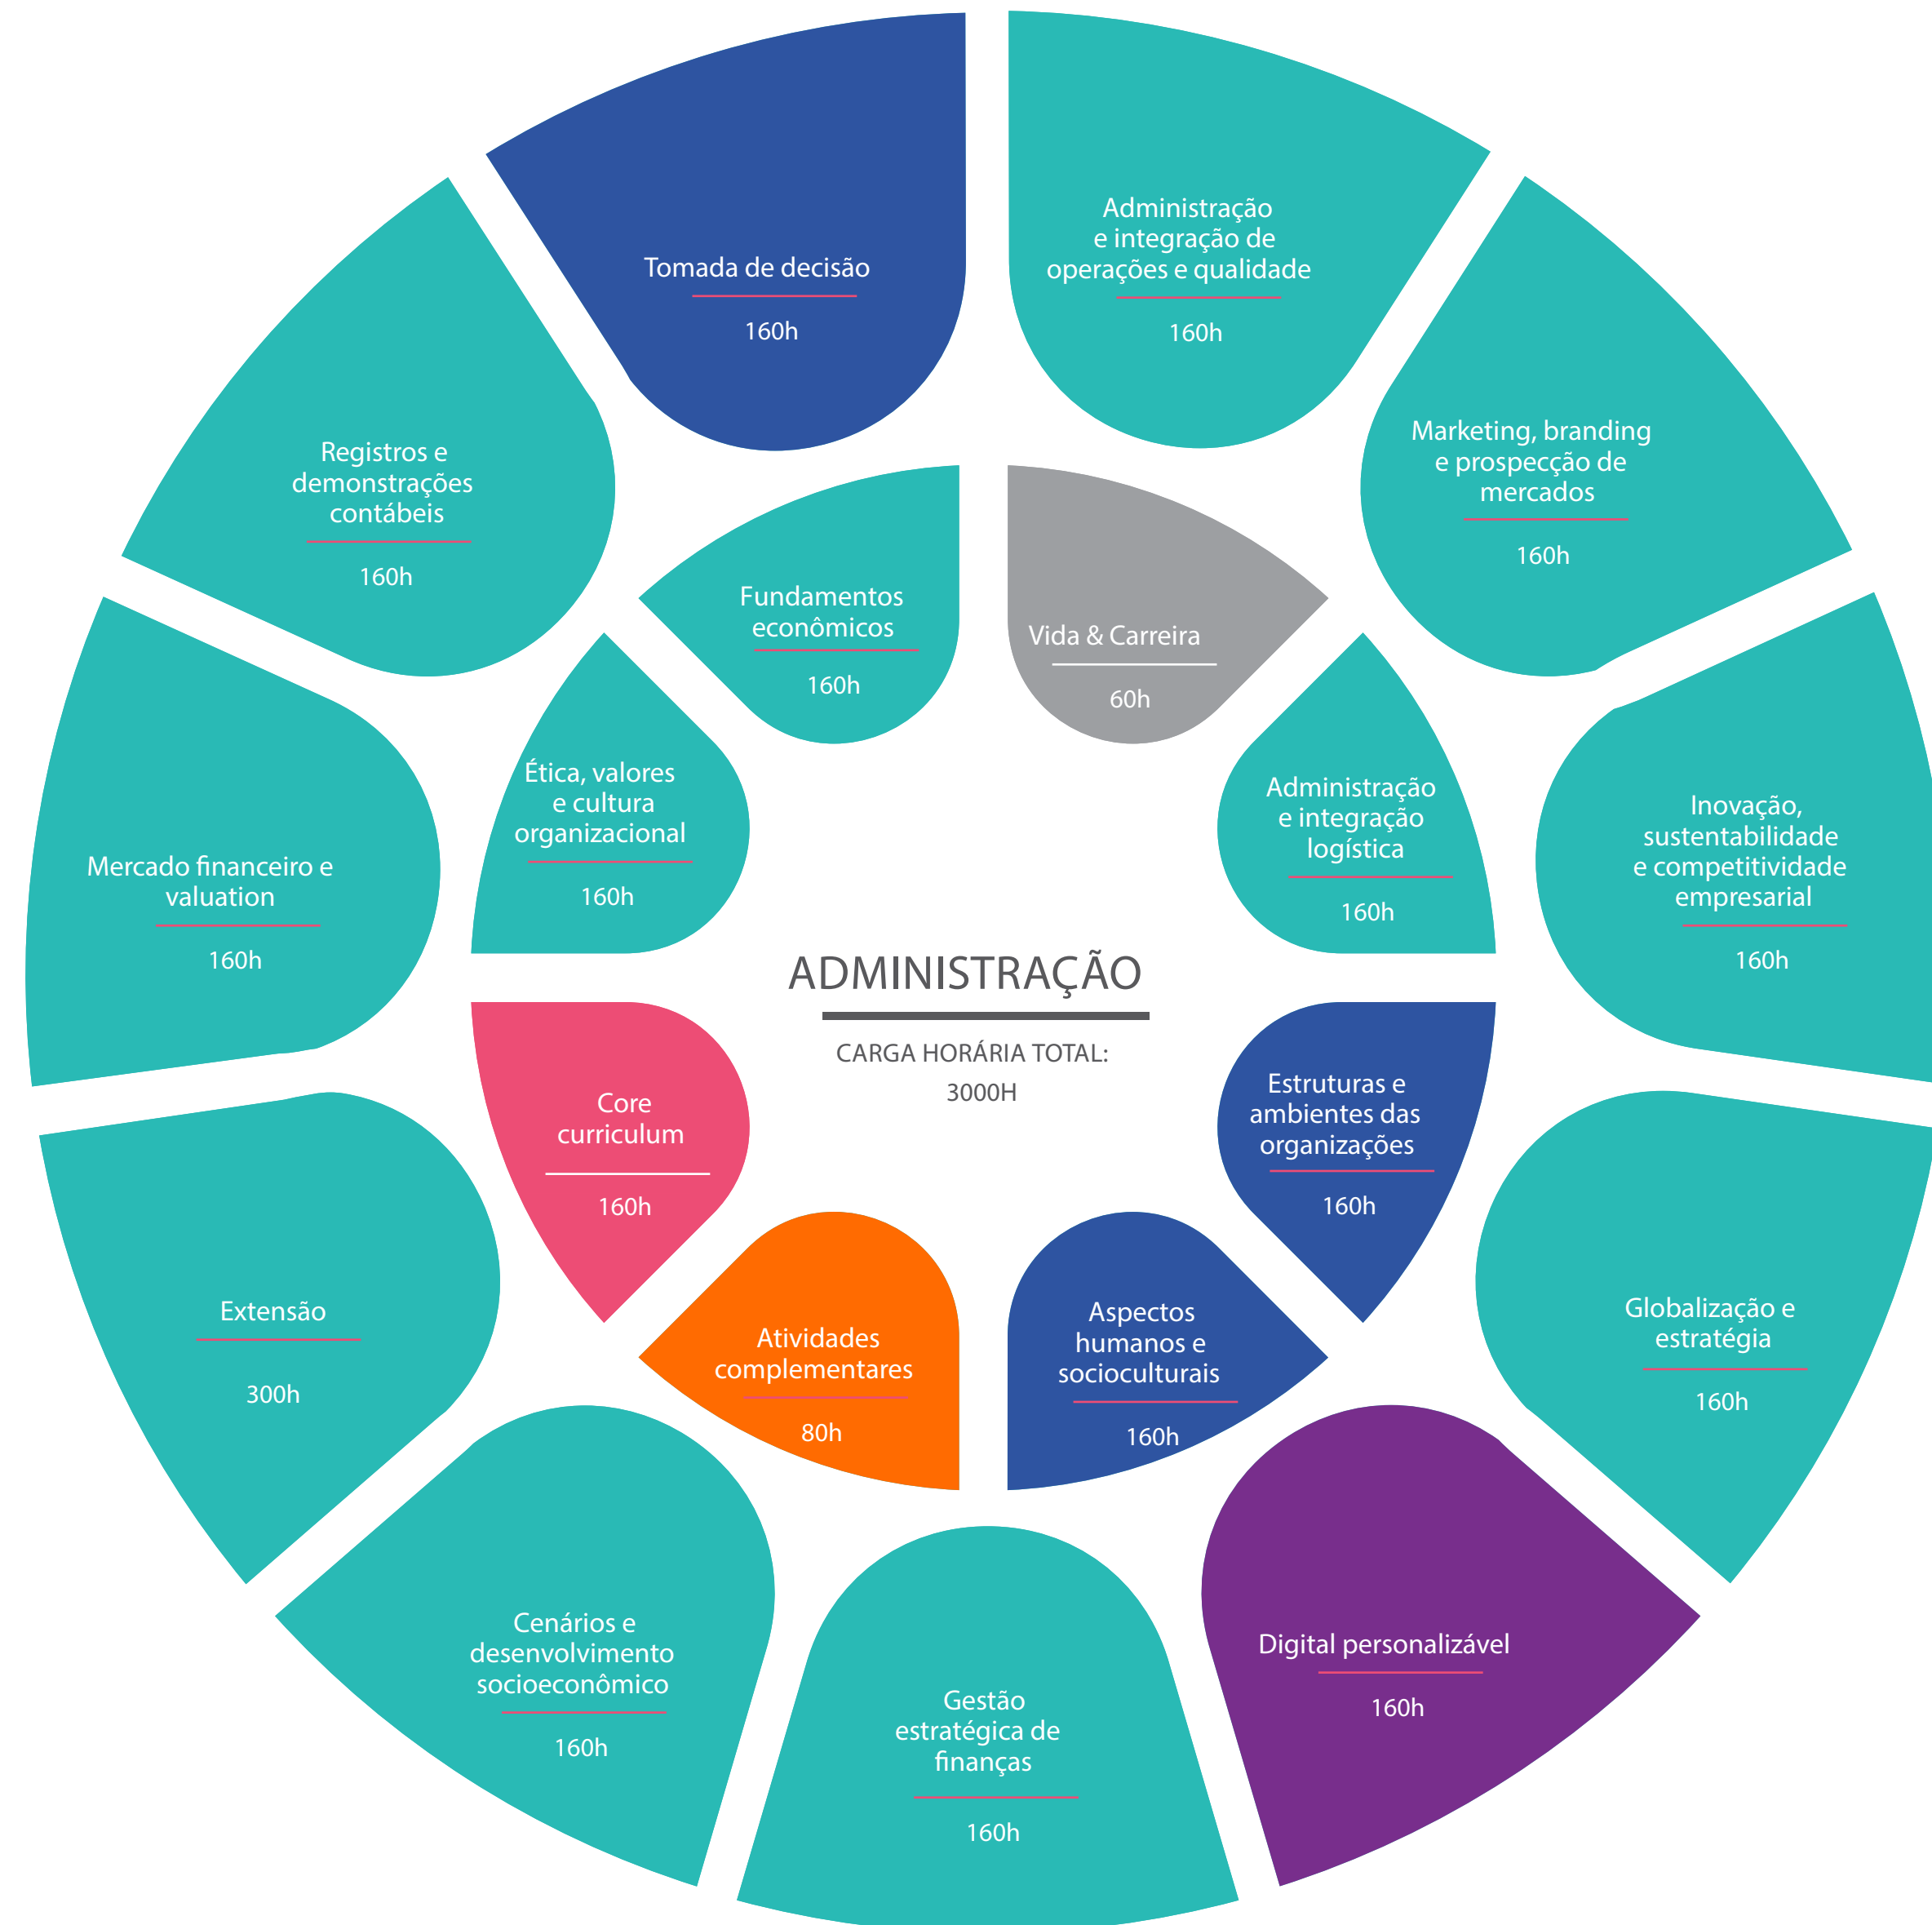 Tomada de decisão
160h
Administração
e integração de
operações e qualidade
160h
Marketing, branding
e prospecção de
mercados
160h
Inovação,
sustentabilidade
e competitividade
empresarial
160h
Globalização e
estratégia
160h
Digital personalizável
160h
Gestão
estratégica de
finanças
160h
Cenários e
desenvolvimento
socioeconômico
160h
Extensão
300h
Mercado financeiro e
valuation
160h
Registros e
demonstrações
contábeis
160h
Fundamentos
econômicos
160h
Vida & Carreira
60h
Administração
e integração
logística
160h
Estruturas e
ambientes das
organizações
160h
Aspectos
humanos e
socioculturais
160h
Atividades
complementares
80h
Core
curriculum
160h
Ética, valores
e cultura
organizacional
160h
ADMINISTRAÇÃO
CARGA HORÁRIA TOTAL:
3000H